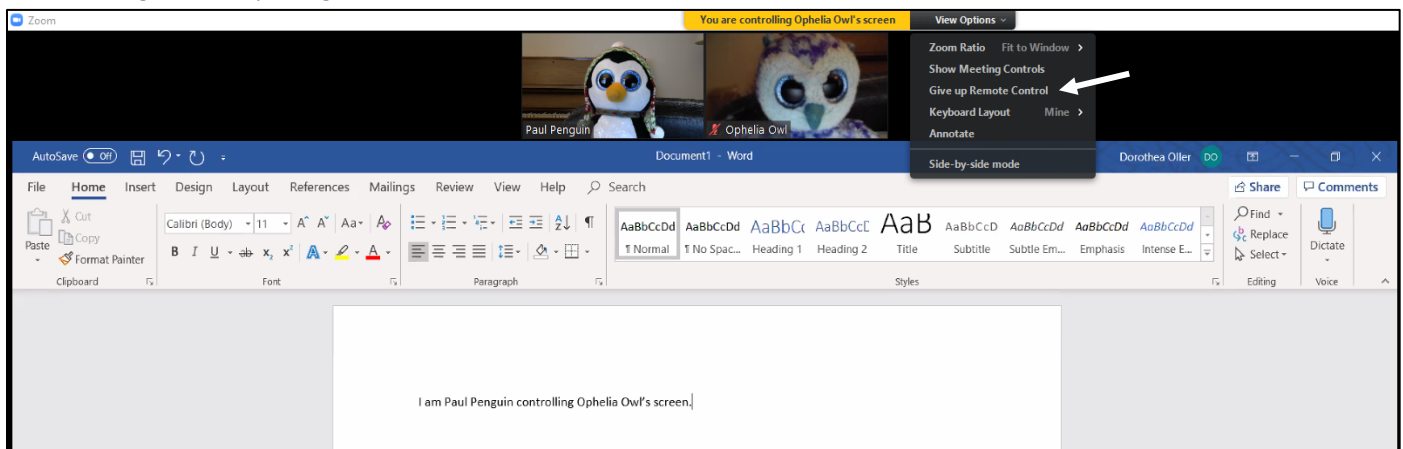 Zoom
You are controlling Ophelia Owl's screen View Options
Zoom Ratio Fit to Window
Show Meeting Controls
Give up Remote Control
Keyboard Layout Mine
Annotate
Side-by-side mode
Paul Penguin
Ophelia Owl
AutoSave Off Document1 - Word Dorothea Oller DO
File Home Insert Design Layout References Mailings Review View Help Search Share Comments
Cut
Copy
Paste
Format Painter
Clipboard
Calibri (Body) 11 A A Aa A
B I U ab x2 x2 A A
Font
Paragraph
AaBbCcDd AaBbCcDd AaBbCc AaBbCcE AaB AaBbCcD AaBbCcDd AaBbCcDd AaBbCcDd
¶ Normal ¶ No Spac... Heading 1 Heading 2 Title Subtitle Subtle Em... Emphasis Intense E...
Styles
Find
Replace
Select
Editing
Dictate
Voice
I am Paul Penguin controlling Ophelia Owl's screen.